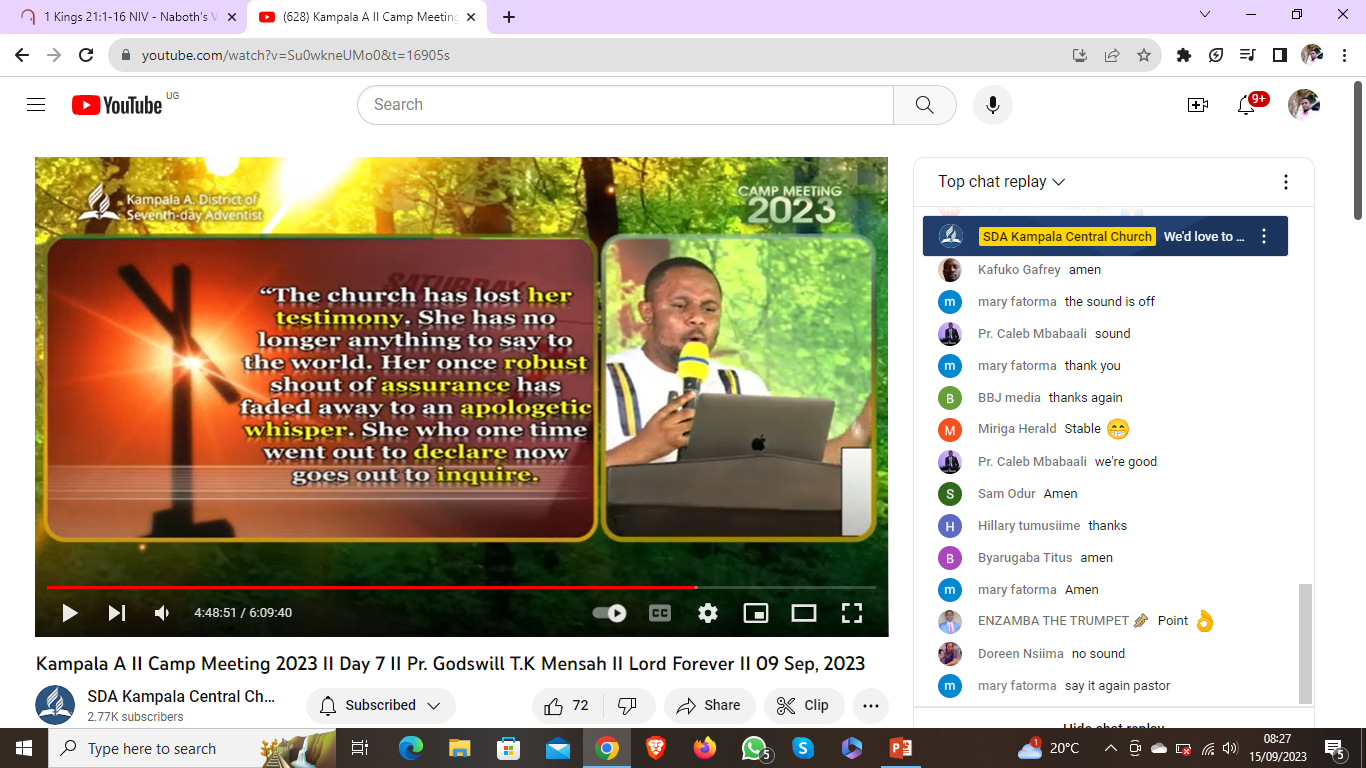 1 Kings 21:1-16 NIV - Naboth's V
(628) Kampala A II Camp Meeting
youtube.com/watch?v=Su0wkneUMo0&t=16905s
YouTube UG
Search
9+
Kampala A. District of
Seventh-day Adventist
CAMP MEETING
2023
SATURDAY
“The church has lost her
testimony. She has no
longer anything to say to
the world. Her once robust
shout of assurance has
faded away to an apologetic
whisper. She who one time
went out to declare now
goes out to inquire.
4:48:51 / 6:09:40
CC
Kampala A II Camp Meeting 2023 II Day 7 II Pr. Godswill T.K Mensah II Lord Forever II 09 Sep, 2023
SDA Kampala Central Ch...
2.77K subscribers
Subscribed
72
Share
Clip
Top chat replay
SDA Kampala Central Church We'd love to ...
Kafuko Gafrey amen
m mary fatorma the sound is off
Pr. Caleb Mbabaali sound
m mary fatorma thank you
B BBJ media thanks again
M Miriga Herald Stable 😁
Pr. Caleb Mbabaali we're good
S Sam Odur Amen
H Hillary tumusiime thanks
B Byarugaba Titus amen
m mary fatorma Amen
ENZAMBA THE TRUMPET Point 👌
Doreen Nsiima no sound
m mary fatorma say it again pastor
Hide chat replay
Type here to search
5
1
20°C
08:27
15/09/2023
5